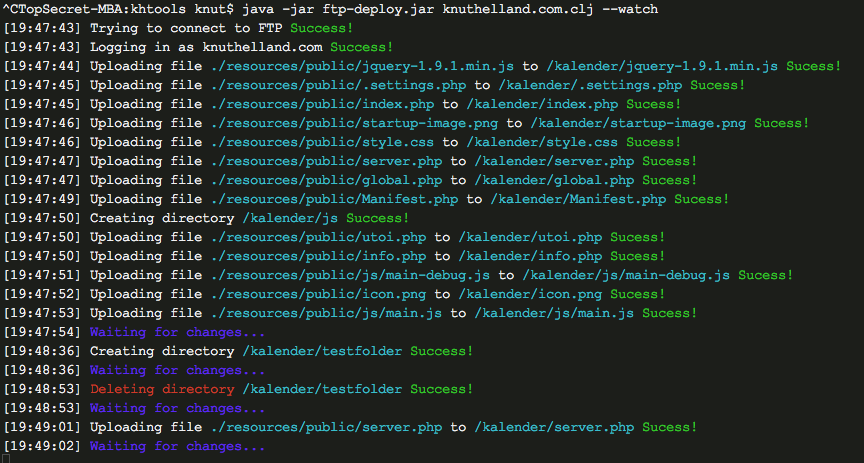 ^CTopSecret-MBA:khtools knut$ java -jar ftp-deploy.jar knuthelland.com.clj --watch
[19:47:43] Trying to connect to FTP Success!
[19:47:43] Logging in as knuthelland.com Success!
[19:47:44] Uploading file ./resources/public/jquery-1.9.1.min.js to /kalender/jquery-1.9.1.min.js Sucess!
[19:47:45] Uploading file ./resources/public/.settings.php to /kalender/.settings.php Sucess!
[19:47:45] Uploading file ./resources/public/index.php to /kalender/index.php Sucess!
[19:47:46] Uploading file ./resources/public/startup-image.png to /kalender/startup-image.png Sucess!
[19:47:46] Uploading file ./resources/public/style.css to /kalender/style.css Sucess!
[19:47:47] Uploading file ./resources/public/server.php to /kalender/server.php Sucess!
[19:47:47] Uploading file ./resources/public/global.php to /kalender/global.php Sucess!
[19:47:49] Uploading file ./resources/public/Manifest.php to /kalender/Manifest.php Sucess!
[19:47:50] Creating directory /kalender/js Success!
[19:47:50] Uploading file ./resources/public/utoi.php to /kalender/utoi.php Sucess!
[19:47:50] Uploading file ./resources/public/info.php to /kalender/info.php Sucess!
[19:47:51] Uploading file ./resources/public/js/main-debug.js to /kalender/js/main-debug.js Sucess!
[19:47:52] Uploading file ./resources/public/icon.png to /kalender/icon.png Sucess!
[19:47:53] Uploading file ./resources/public/js/main.js to /kalender/js/main.js Sucess!
[19:47:54] Waiting for changes...
[19:48:36] Creating directory /kalender/testfolder Success!
[19:48:36] Waiting for changes...
[19:48:53] Deleting directory /kalender/testfolder Success!
[19:48:53] Waiting for changes...
[19:49:01] Uploading file ./resources/public/server.php to /kalender/server.php Sucess!
[19:49:02] Waiting for changes...